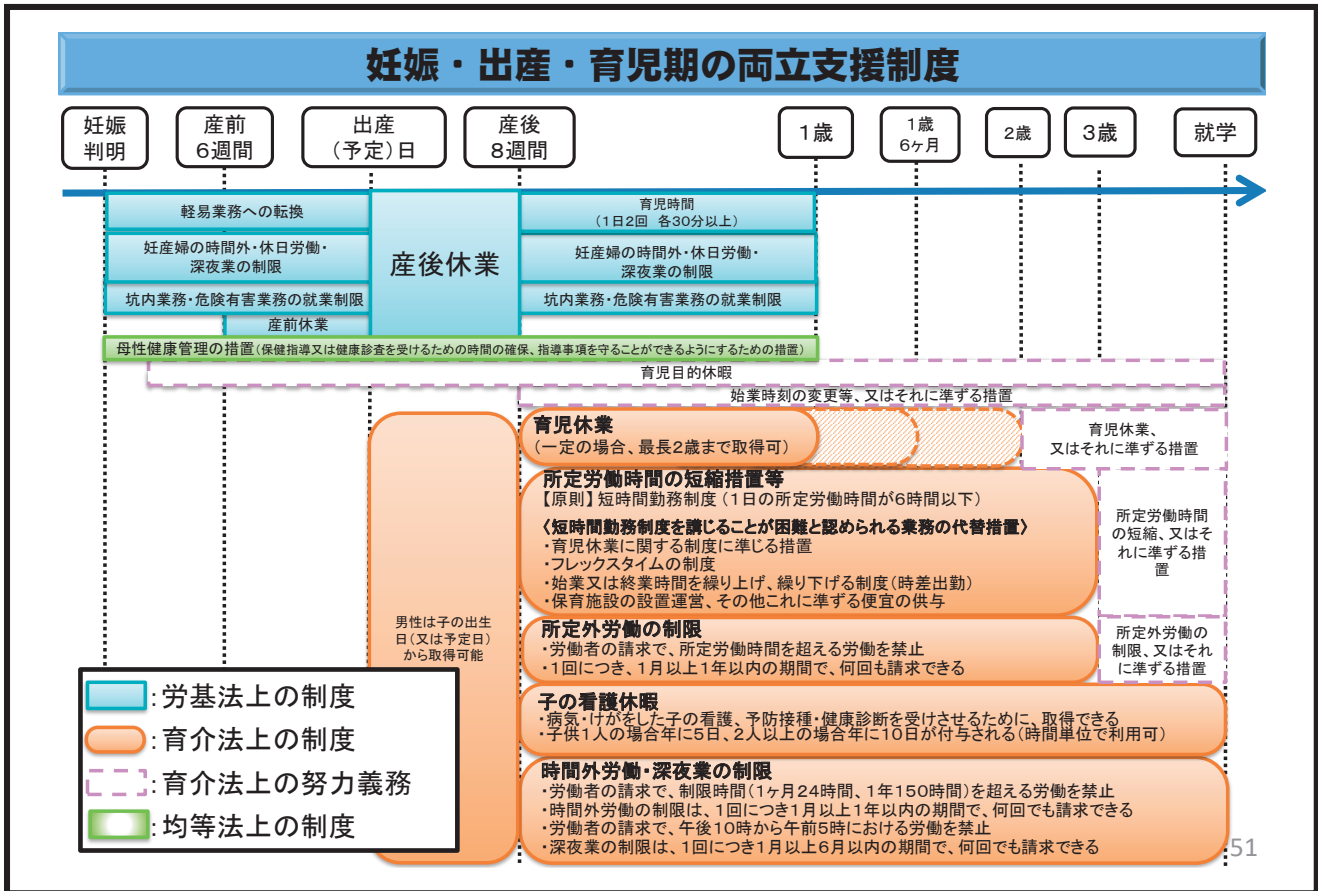 妊娠・出産・育児期の両立支援制度
妊娠
判明
産前
6週間
出産
(予定)日
産後
8週間
1歳
1歳
6ヶ月
2歳
3歳
就学
軽易業務への転換
妊産婦の時間外・休日労働・
深夜業の制限
坑内業務・危険有害業務の就業制限
産前休業
産後休業
育児時間
(1日2回 各30分以上)
妊産婦の時間外・休日労働・
深夜業の制限
坑内業務・危険有害業務の就業制限
母性健康管理の措置(保健指導又は健康診査を受けるための時間の確保、指導事項を守ることができるようにするための措置)
育児目的休暇
始業時刻の変更等、又はそれに準ずる措置
男性は子の出生
日(又は予定日)
から取得可能
育児休業
(一定の場合、最長2歳まで取得可)
育児休業、
又はそれに準ずる措置
所定労働時間の短縮措置等
【原則】短時間勤務制度(1日の所定労働時間が6時間以下)
〈短時間勤務制度を講じることが困難と認められる業務の代替措置〉
・育児休業に関する制度に準じる措置
・フレックスタイムの制度
・始業又は終業時間を繰り上げ、繰り下げる制度(時差出勤)
・保育施設の設置運営、その他これに準ずる便宜の供与
所定労働時間
の短縮、又はそ
れに準ずる措
置
所定外労働の制限
・労働者の請求で、所定労働時間を超える労働を禁止
・1回につき、1月以上1年以内の期間で、何回も請求できる
所定外労働の
制限、又はそれ
に準ずる措置
子の看護休暇
・病気・けがをした子の看護、予防接種・健康診断を受けさせるために、取得できる
・子供1人の場合年に5日、2人以上の場合年に10日が付与される(時間単位で利用可)
時間外労働・深夜業の制限
・労働者の請求で、制限時間(1ヶ月24時間、1年150時間)を超える労働を禁止
・時間外労働の制限は、1回につき1月以上1年以内の期間で、何回でも請求できる
・労働者の請求で、午後10時から午前5時における労働を禁止
・深夜業の制限は、1回につき1月以上6月以内の期間で、何回でも請求できる
:労基法上の制度
:育介法上の制度
:育介法上の努力義務
:均等法上の制度
51